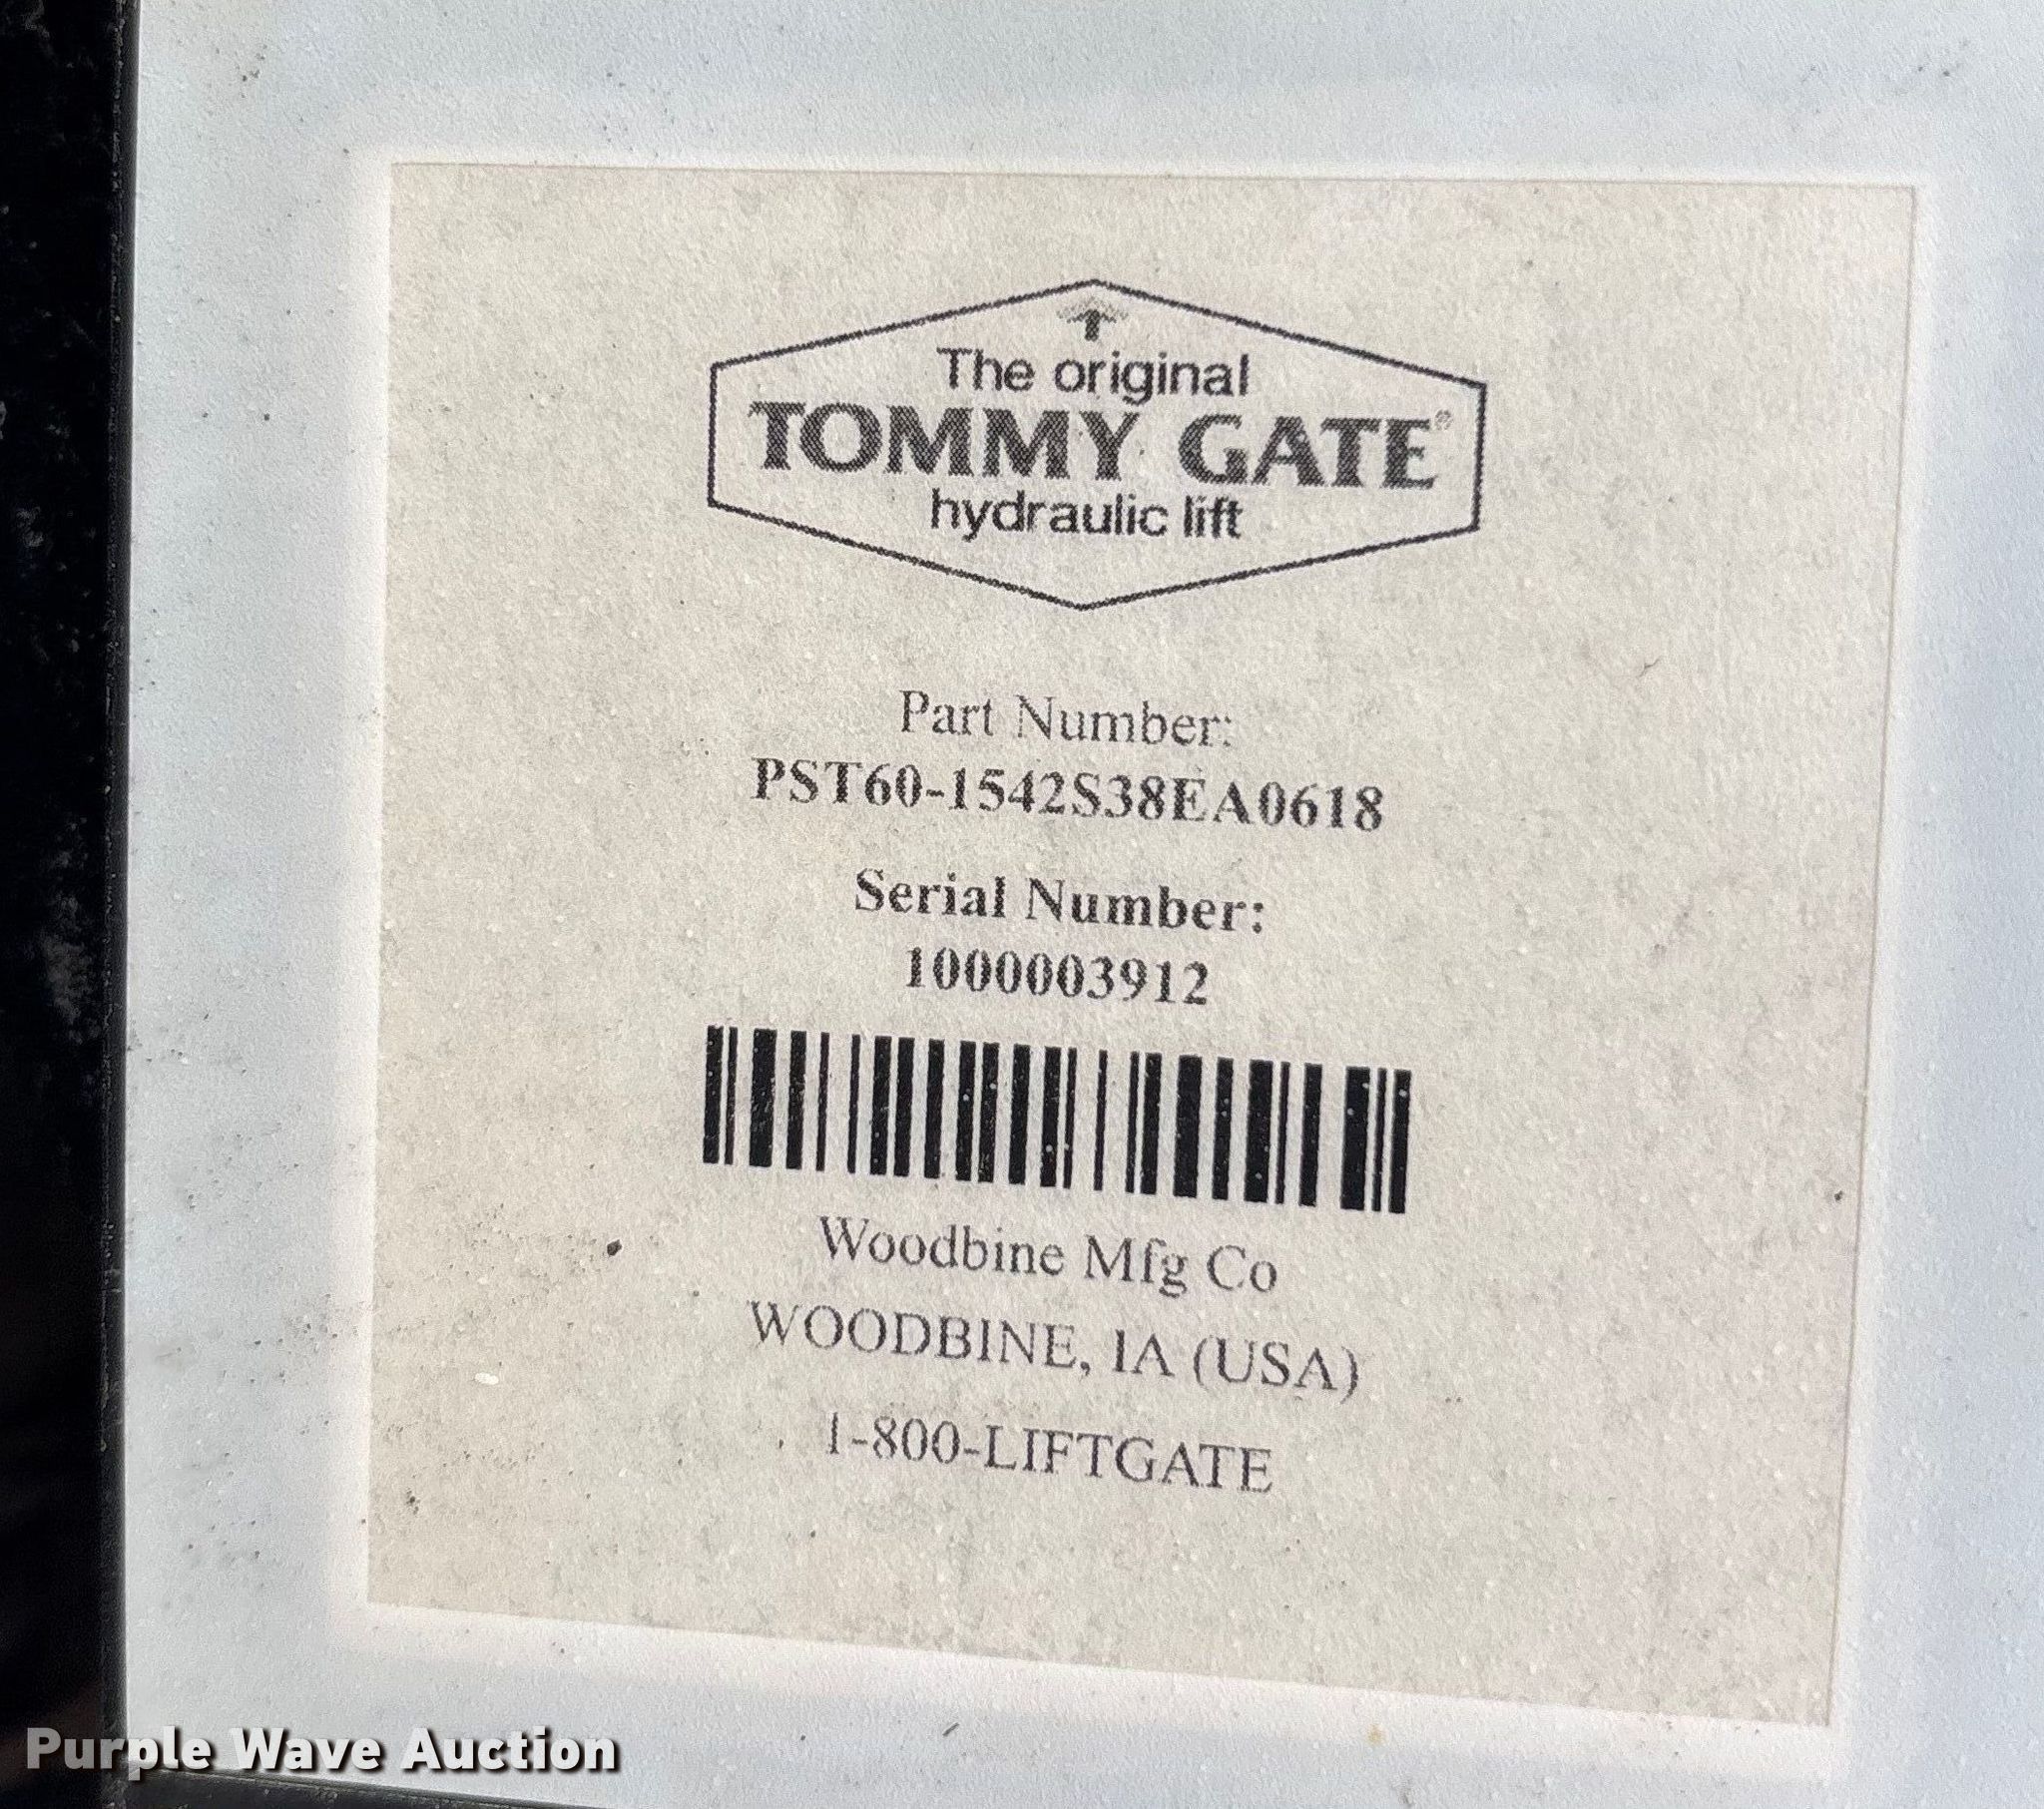 The original
TOMMY GATE®
hydraulic lift
Part Number:
PST60-1542S38EA0618
Serial Number:
1000003912
Woodbine Mfg Co
WOODBINE, IA (USA)
1-800-LIFTGATE
Purple Wave Auction